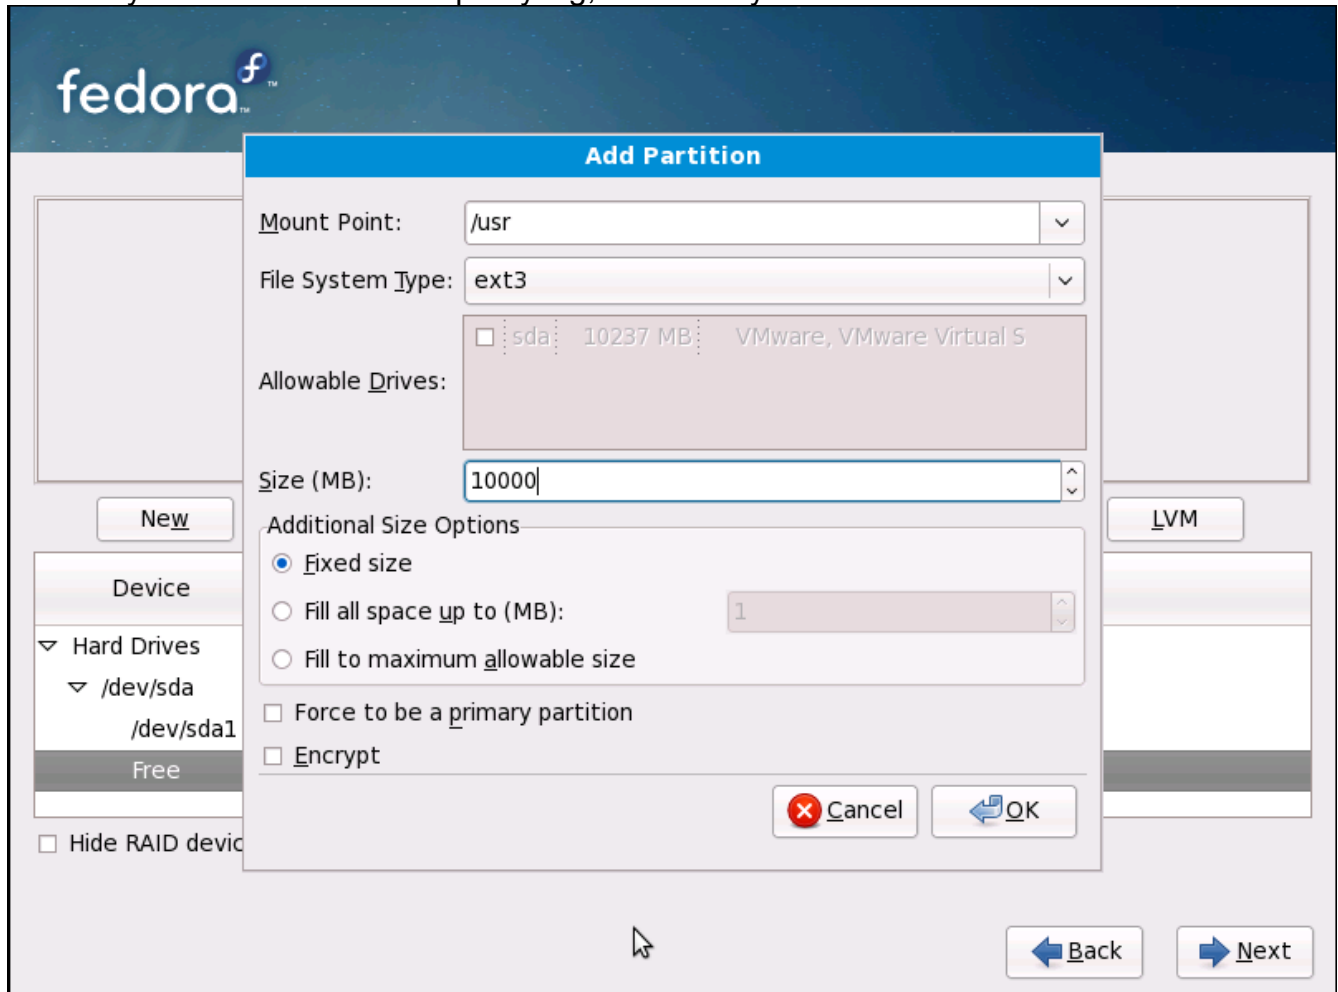 fedora
Add Partition
Mount Point:
/usr
File System Type:
ext3
sda 10237 MB VMware, VMware Virtual S
Allowable Drives:
Size (MB):
10000
New
LVM
Additional Size Options
Fixed size
Device
Fill all space up to (MB):
1
Hard Drives
Fill to maximum allowable size
/dev/sda
/dev/sda1
Force to be a primary partition
Free
Encrypt
Cancel
OK
Hide RAID devic
Back
Next